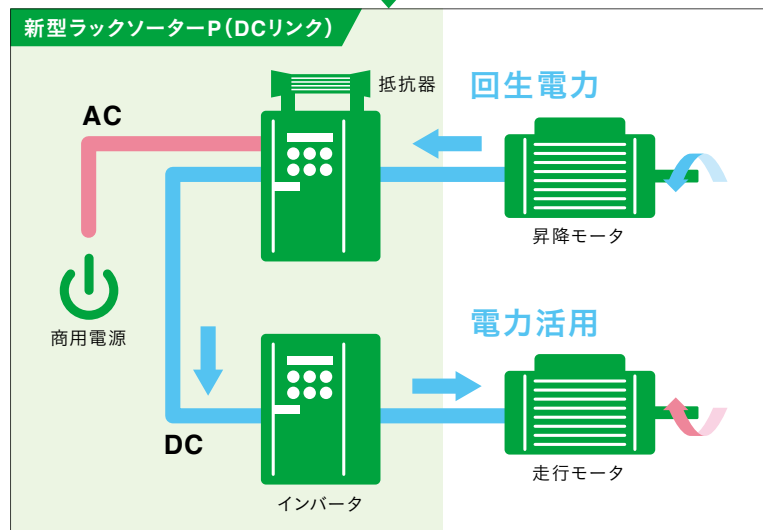 新型ラックソーターP(DCリンク)
抵抗器
回生電力
AC
昇降モータ
商用電源
電力活用
DC
走行モータ
インバータ